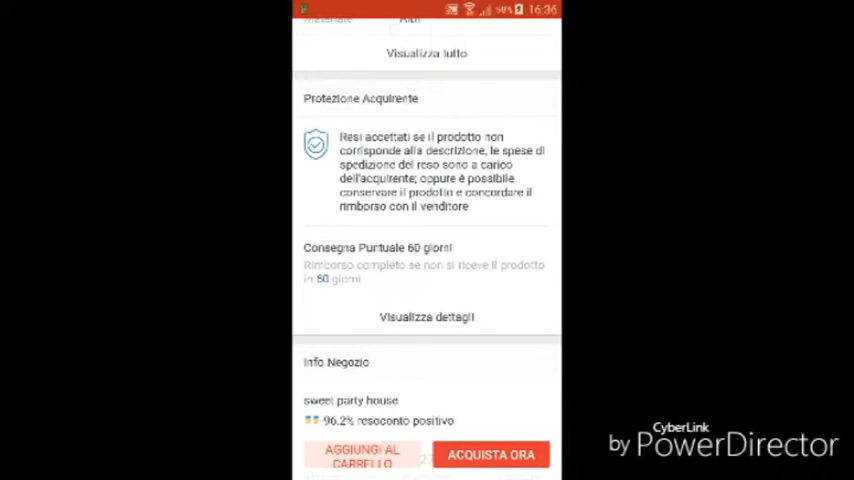 98% 16:36
Materiale Altri
Visualizza tutto
Protezione Acquirente
Resi accettati se il prodotto non
corrisponde alla descrizione, le spese di
spedizione del reso sono a carico
dell'acquirente; oppure è possibile
conservare il prodotto e concordare il
rimborso con il venditore
Consegna Puntuale 60 giorni
Rimborso completo se non si riceve il prodotto
in 60 giorni
Visualizza dettagli
Info Negozio
sweet party house
96.2% resoconto positivo
AGGIUNGI AL
CARRELLO
ACQUISTA ORA
CyberLink
by PowerDirector